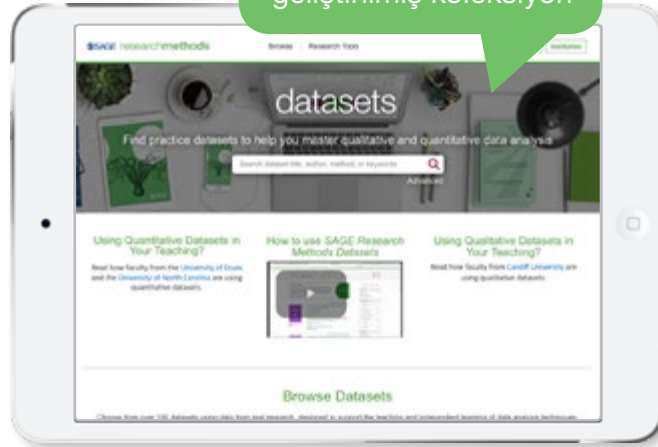 geliştirilmiş koleksiyon
SAGE researchmethods
Browse
Research Tools
datasets
Find practice datasets to help you master qualitative and quantitative data analysis
Search dataset title, author, method, or keywords
Advanced
Using Quantitative Datasets in
Your Teaching?
Read how faculty from the University of Essex
and the University of North Carolina are using
quantitative datasets.
How to use SAGE Research
Methods Datasets
Using Qualitative Datasets in
Your Teaching?
Read how faculty from Cardiff University are
using qualitative datasets.
Browse Datasets